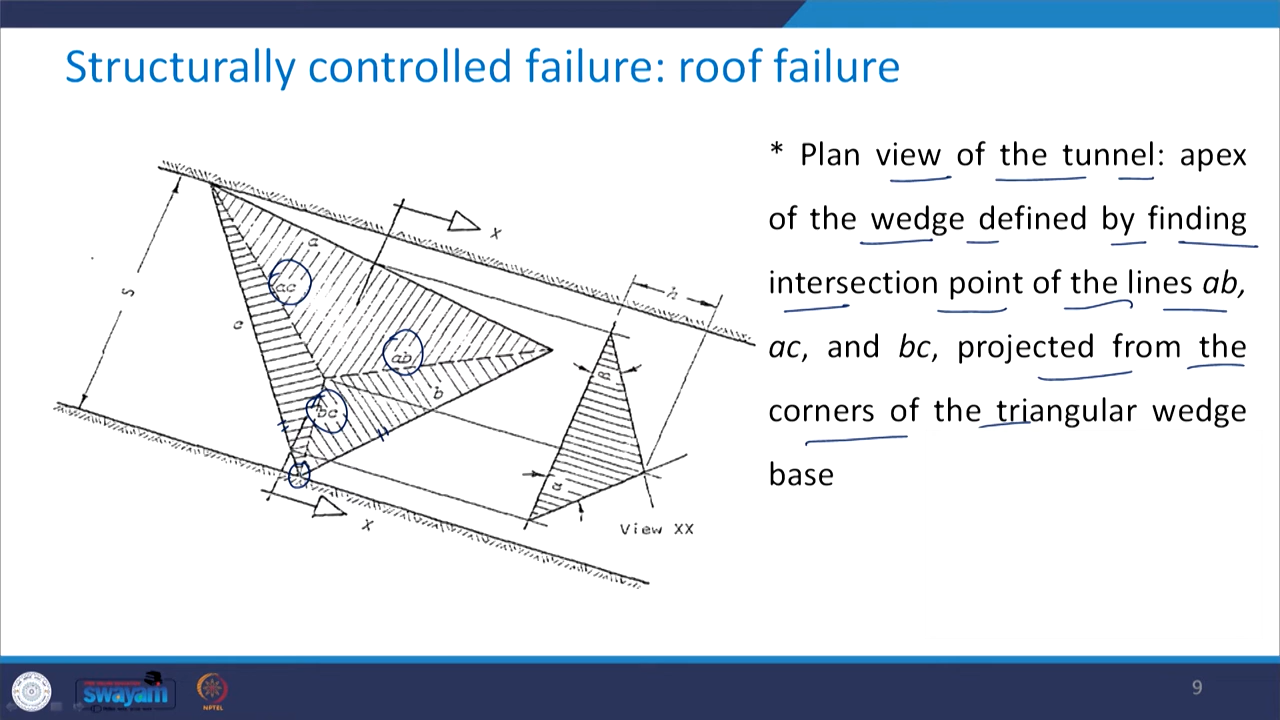 Structurally controlled failure: roof failure
* Plan view of the tunnel: apex
of the wedge defined by finding
intersection point of the lines ab,
ac, and bc, projected from the
corners of the triangular wedge
base
x
a
ac
h
S
c
ab
b
bc
β
α
x
View XX
swayam
NPTEL
9